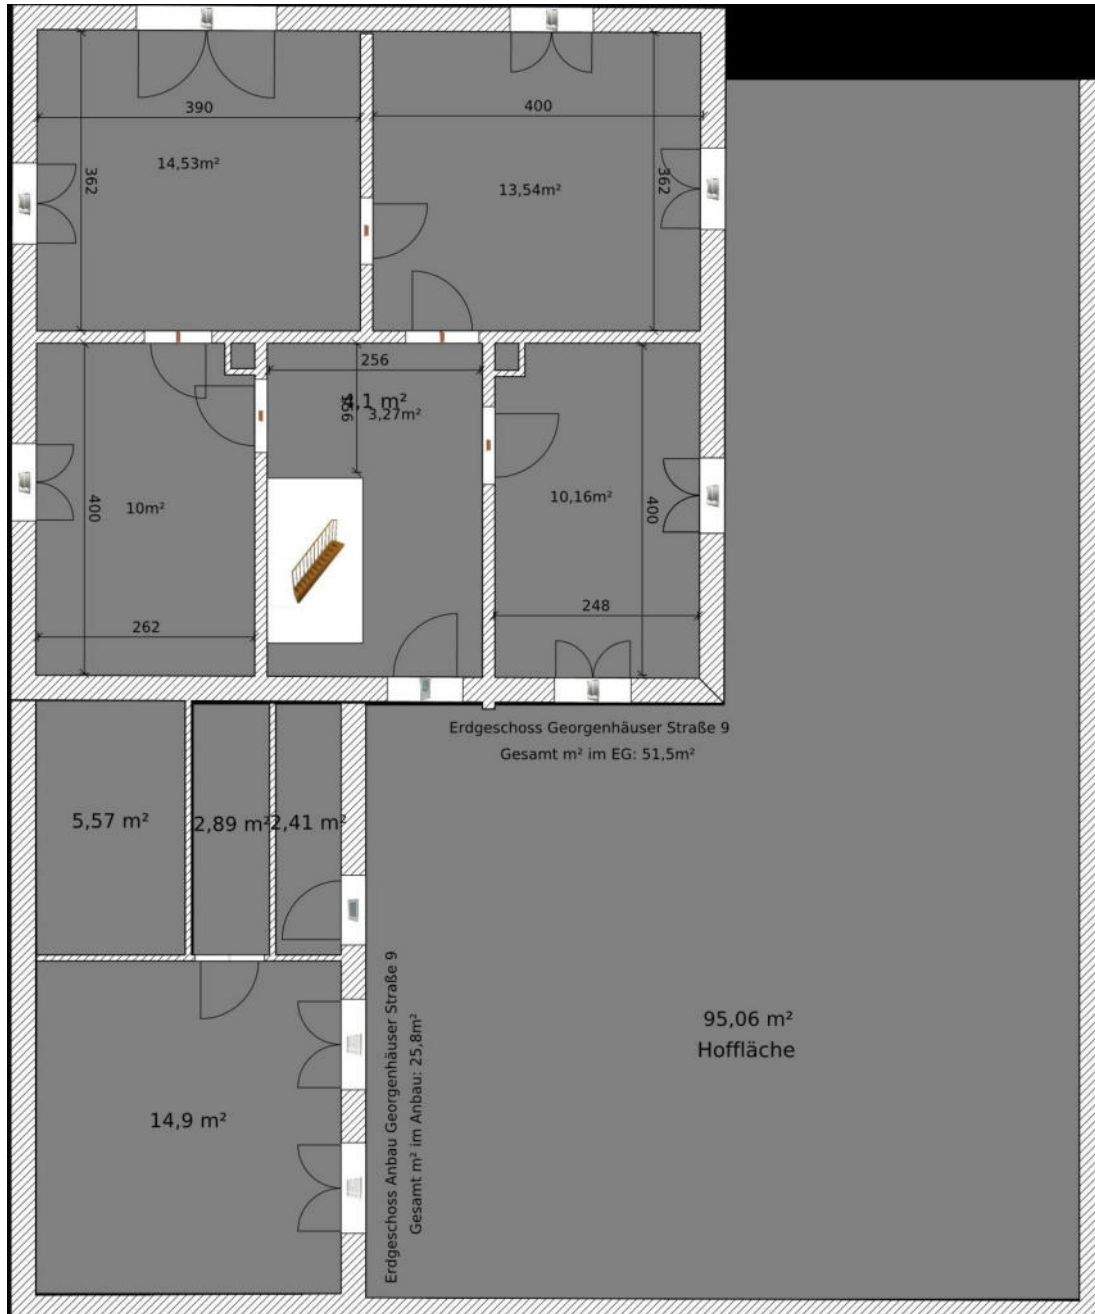 390
400
14,53m²
362
13,54m²
362
256
4,1 m²
3,27m²
10m²
400
10,16m²
400
262
248
Erdgeschoss Georgenhäuser Straße 9
Gesamt m² im EG: 51,5m²
5,57 m²
2,89 m²
2,41 m²
Erdgeschoss Anbau Georgenhäuser Straße 9
Gesamt m² im Anbau: 25,8m²
95,06 m²
Hoffläche
14,9 m²